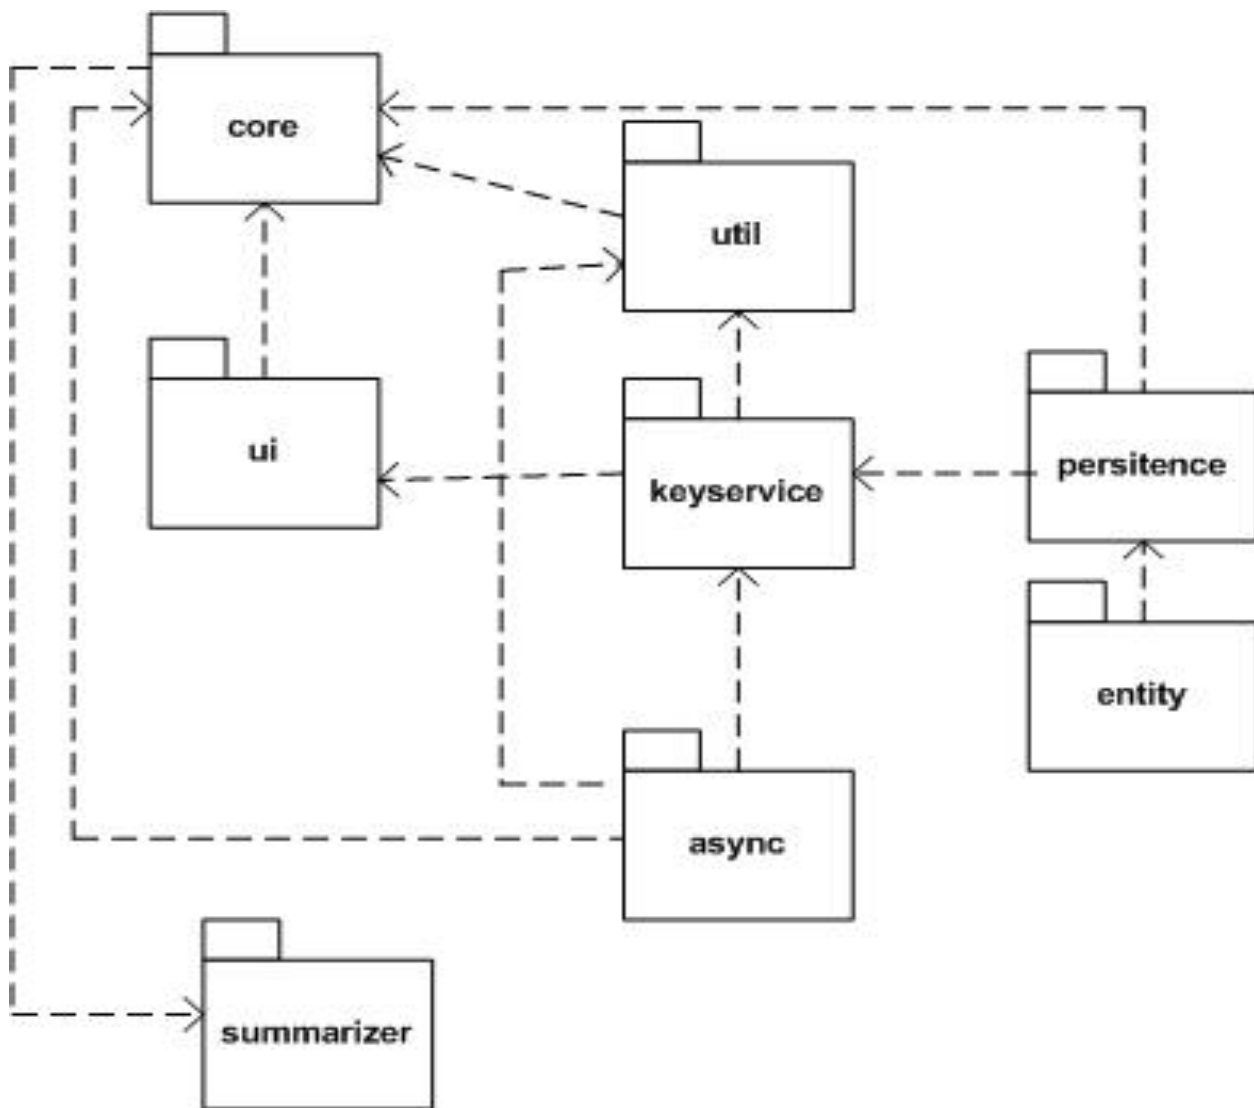 core
util
ui
persitence
keyservice
entity
async
summarizer